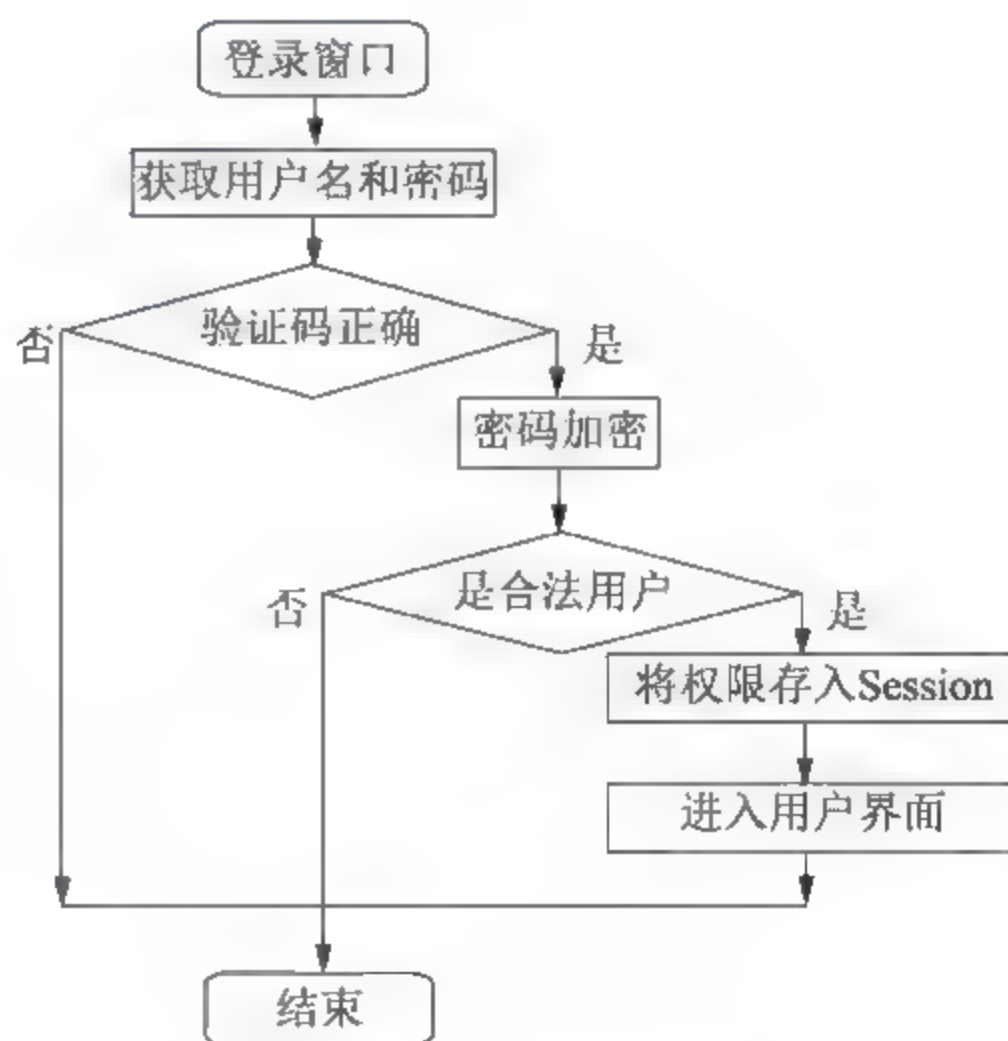 登录窗口
获取用户名和密码
验证码正确
否
是
密码加密
是合法用户
否
是
将权限存入Session
进入用户界面
结束